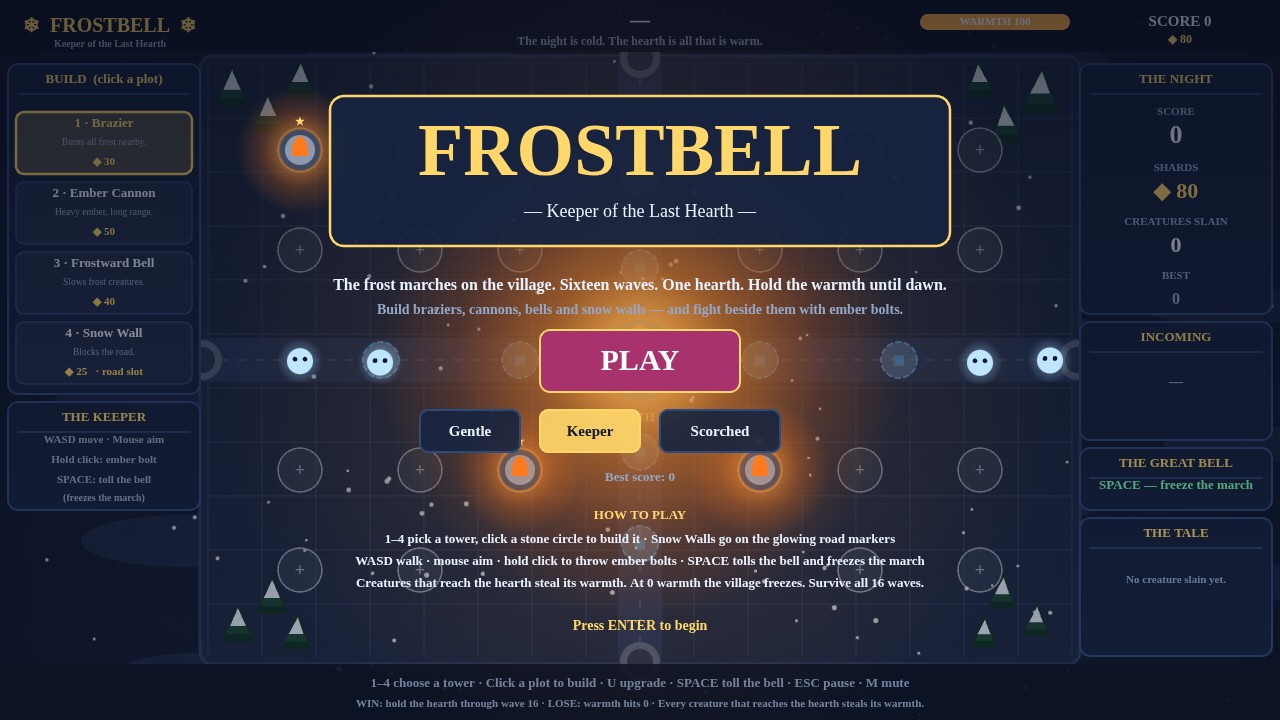 ❄ FROSTBELL ❄
Keeper of the Last Hearth
—
The night is cold. The hearth is all that is warm.
WARMTH 100
SCORE 0
◆ 80
BUILD (click a plot)
1 · Brazier
Burns all frost nearby.
◆ 30
2 · Ember Cannon
Heavy ember, long range.
◆ 50
3 · Frostward Bell
Slows frost creatures.
◆ 40
4 · Snow Wall
Blocks the road.
◆ 25 · road slot
THE KEEPER
WASD move · Mouse aim
Hold click: ember bolt
SPACE: toll the bell
(freezes the march)
FROSTBELL
— Keeper of the Last Hearth —
The frost marches on the village. Sixteen waves. One hearth. Hold the warmth until dawn.
Build braziers, cannons, bells and snow walls — and fight beside them with ember bolts.
PLAY
Gentle
Keeper
Scorched
Best score: 0
HOW TO PLAY
1–4 pick a tower, click a stone circle to build it · Snow Walls go on the glowing road markers
WASD walk · mouse aim · hold click to throw ember bolts · SPACE tolls the bell and freezes the march
Creatures that reach the hearth steal its warmth. At 0 warmth the village freezes. Survive all 16 waves.
Press ENTER to begin
THE NIGHT
SCORE
0
SHARDS
◆ 80
CREATURES SLAIN
0
BEST
0
INCOMING
—
THE GREAT BELL
SPACE — freeze the march
THE TALE
No creature slain yet.
1–4 choose a tower · Click a plot to build · U upgrade · SPACE toll the bell · ESC pause · M mute
WIN: hold the hearth through wave 16 · LOSE: warmth hits 0 · Every creature that reaches the hearth steals its warmth.